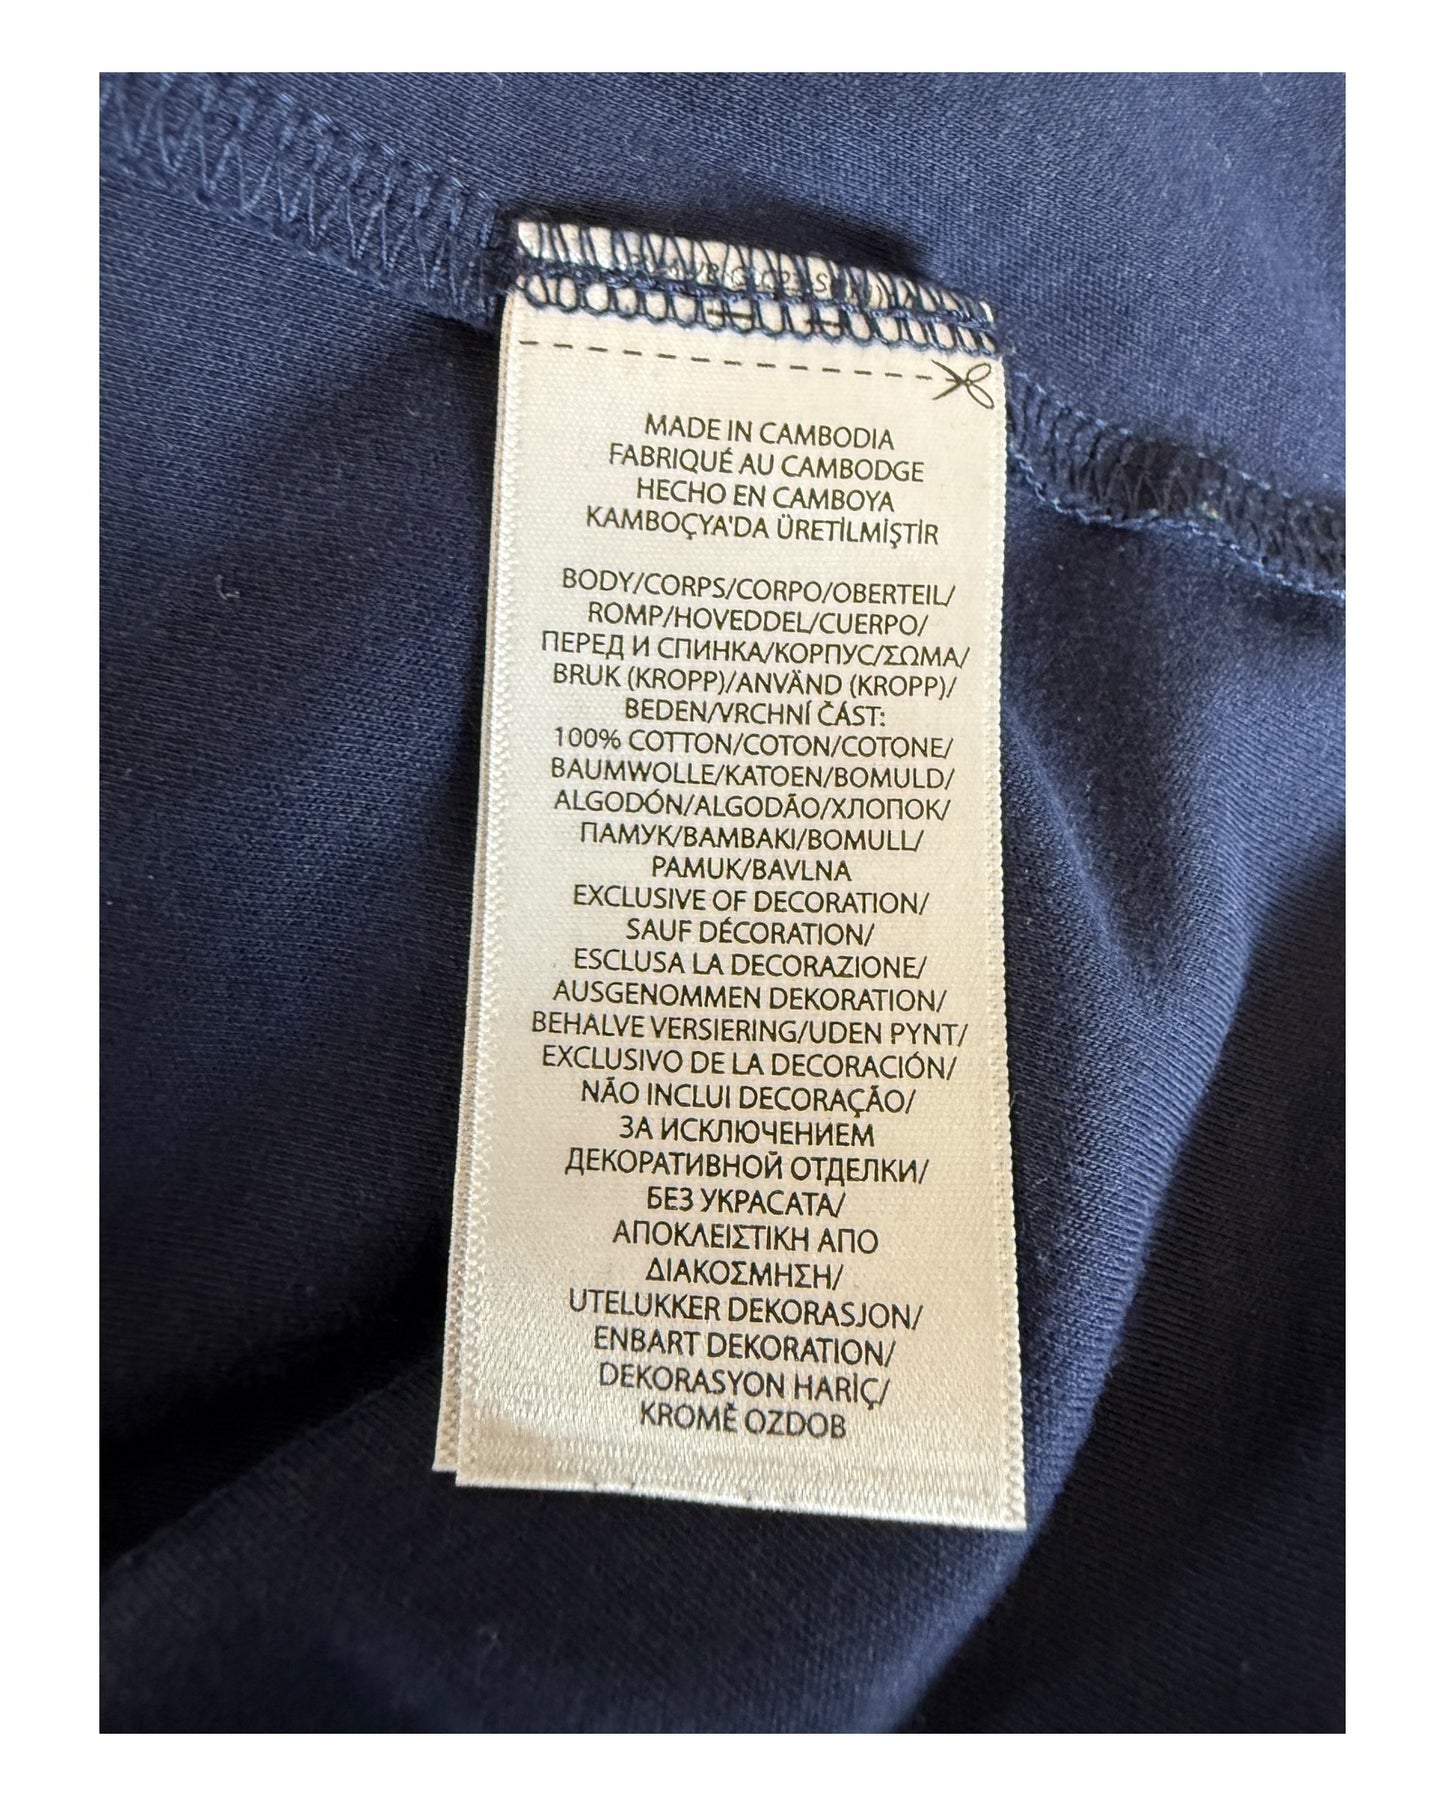 MADE IN CAMBODIA
FABRIQUÉ AU CAMBODGE
HECHO EN CAMBOYA
KAMBOÇYA'DA ÜRETİLMİŞTİR
BODY/CORPS/CORPO/OBERTEIL/
ROMP/HOVEDDEL/CUERPO/
ПЕРЕД И СПИНКА/КОРПУС/ΣΩΜΑ/
BRUK (KROPP)/ANVÄND (KROPP)/
BEDEN/VRCHNÍ ČÁST:
100% COTTON/COTON/COTONE/
BAUMWOLLE/KATOEN/BOMULD/
ALGODÓN/ALGODÃO/ХЛОПОК/
ПАМУК/ΒΑΜΒΑΚΙ/BOMULL/
PAMUK/BAVLNA
EXCLUSIVE OF DECORATION/
SAUF DÉCORATION/
ESCLUSA LA DECORAZIONE/
AUSGENOMMEN DEKORATION/
BEHALVE VERSIERING/UDEN PYNT/
EXCLUSIVO DE LA DECORACIÓN/
NÃO INCLUI DECORAÇÃO/
ЗА ИСКЛЮЧЕНИЕМ
ДЕКОРАТИВНОЙ ОТДЕЛКИ/
БЕЗ УКРАСАТА/
ΑΠΟΚΛΕΙΣΤΙΚΗ ΑΠΟ
ΔΙΑΚΟΣΜΗΣΗ/
UTELUKKER DEKORASJON/
ENBART DEKORATION/
DEKORASYON HARİÇ/
KROMĚ OZDOB